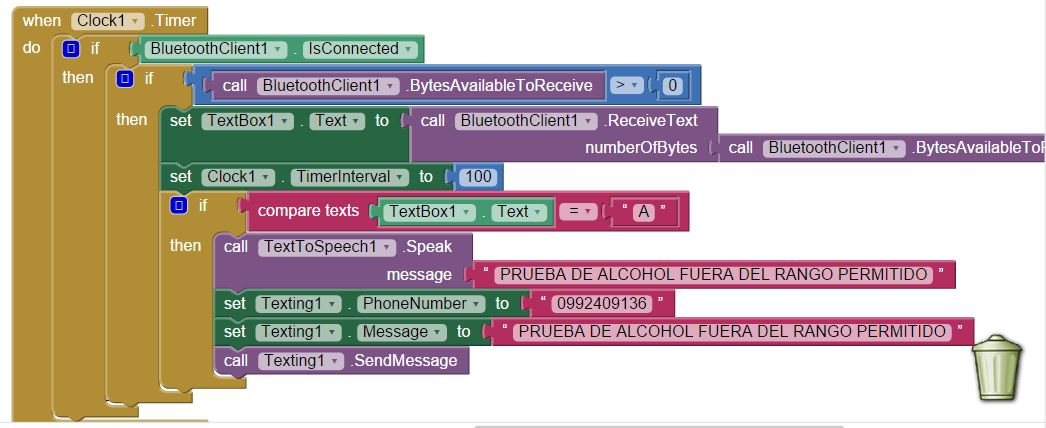 when Clock1 .Timer
do if BluetoothClient1 . IsConnected
then if call BluetoothClient1 .BytesAvailableToReceive > 0
then set TextBox1 . Text to call BluetoothClient1 .ReceiveText
numberOfBytes call BluetoothClient1 .BytesAvailableTo
set Clock1 . TimerInterval to 100
if compare texts TextBox1 . Text = “ A ”
then call TextToSpeech1 .Speak
message “ PRUEBA DE ALCOHOL FUERA DEL RANGO PERMITIDO ”
set Texting1 . PhoneNumber to “ 0992409136 ”
set Texting1 . Message to “ PRUEBA DE ALCOHOL FUERA DEL RANGO PERMITIDO ”
call Texting1 .SendMessage